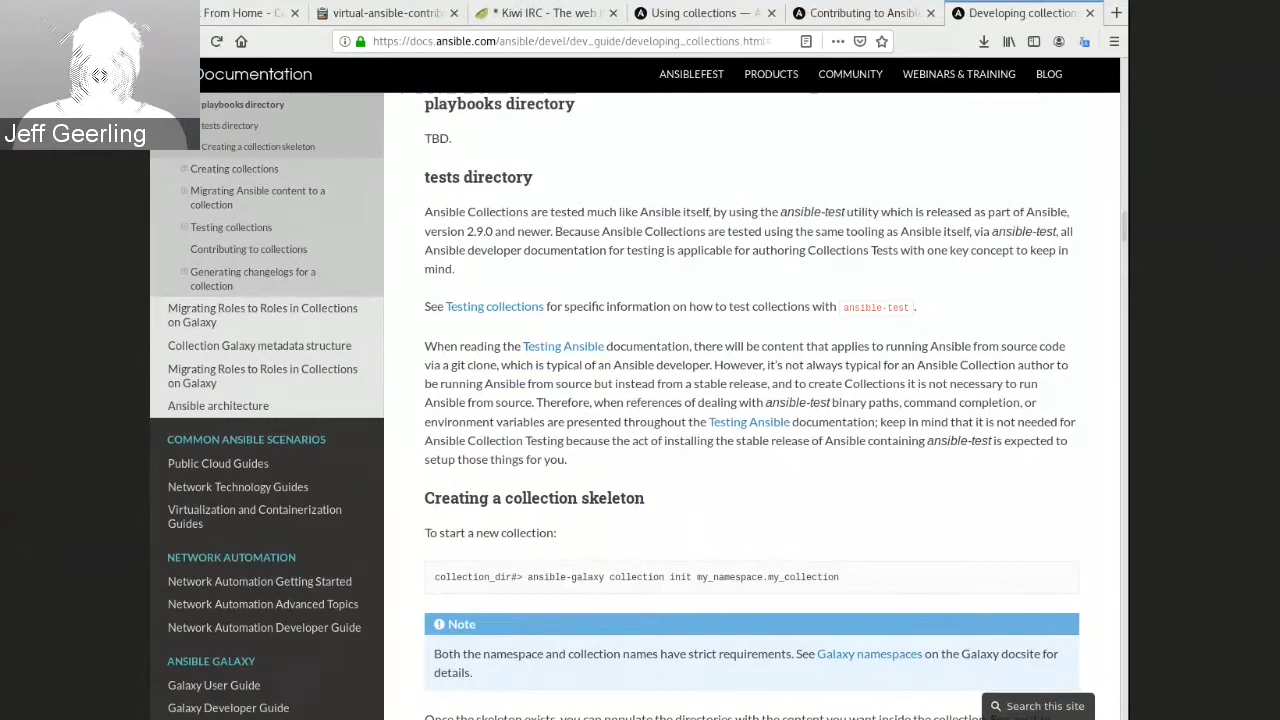 From Home - C
virtual-ansible-contrib
* Kiwi IRC - The web
Using collections — A
Contributing to Ansible
Developing collections
https://docs.ansible.com/ansible/devel/dev_guide/developing_collections.html#
Documentation
ANSIBLEFEST
PRODUCTS
COMMUNITY
WEBINARS & TRAINING
BLOG
Jeff Geerling
playbooks directory
tests directory
Creating a collection skeleton
Creating collections
Migrating Ansible content to a
collection
Testing collections
Contributing to collections
Generating changelogs for a
collection
Migrating Roles to Roles in Collections
on Galaxy
Collection Galaxy metadata structure
Migrating Roles to Roles in Collections
on Galaxy
Ansible architecture
COMMON ANSIBLE SCENARIOS
Public Cloud Guides
Network Technology Guides
Virtualization and Containerization
Guides
NETWORK AUTOMATION
Network Automation Getting Started
Network Automation Advanced Topics
Network Automation Developer Guide
ANSIBLE GALAXY
Galaxy User Guide
Galaxy Developer Guide
playbooks directory
TBD.
tests directory
Ansible Collections are tested much like Ansible itself, by using the ansible-test utility which is released as part of Ansible,
version 2.9.0 and newer. Because Ansible Collections are tested using the same tooling as Ansible itself, via ansible-test, all
Ansible developer documentation for testing is applicable for authoring Collections Tests with one key concept to keep in
mind.
See Testing collections for specific information on how to test collections with ansible-test.
When reading the Testing Ansible documentation, there will be content that applies to running Ansible from source code
via a git clone, which is typical of an Ansible developer. However, it's not always typical for an Ansible Collection author to
be running Ansible from source but instead from a stable release, and to create Collections it is not necessary to run
Ansible from source. Therefore, when references of dealing with ansible-test binary paths, command completion, or
environment variables are presented throughout the Testing Ansible documentation; keep in mind that it is not needed for
Ansible Collection Testing because the act of installing the stable release of Ansible containing ansible-test is expected to
setup those things for you.
Creating a collection skeleton
To start a new collection:
collection_dir#> ansible-galaxy collection init my_namespace.my_collection
Note
Both the namespace and collection names have strict requirements. See Galaxy namespaces on the Galaxy docsite for
details.
Once the skeleton exists, you can populate the directories with the content you want inside the collection.
Search this site